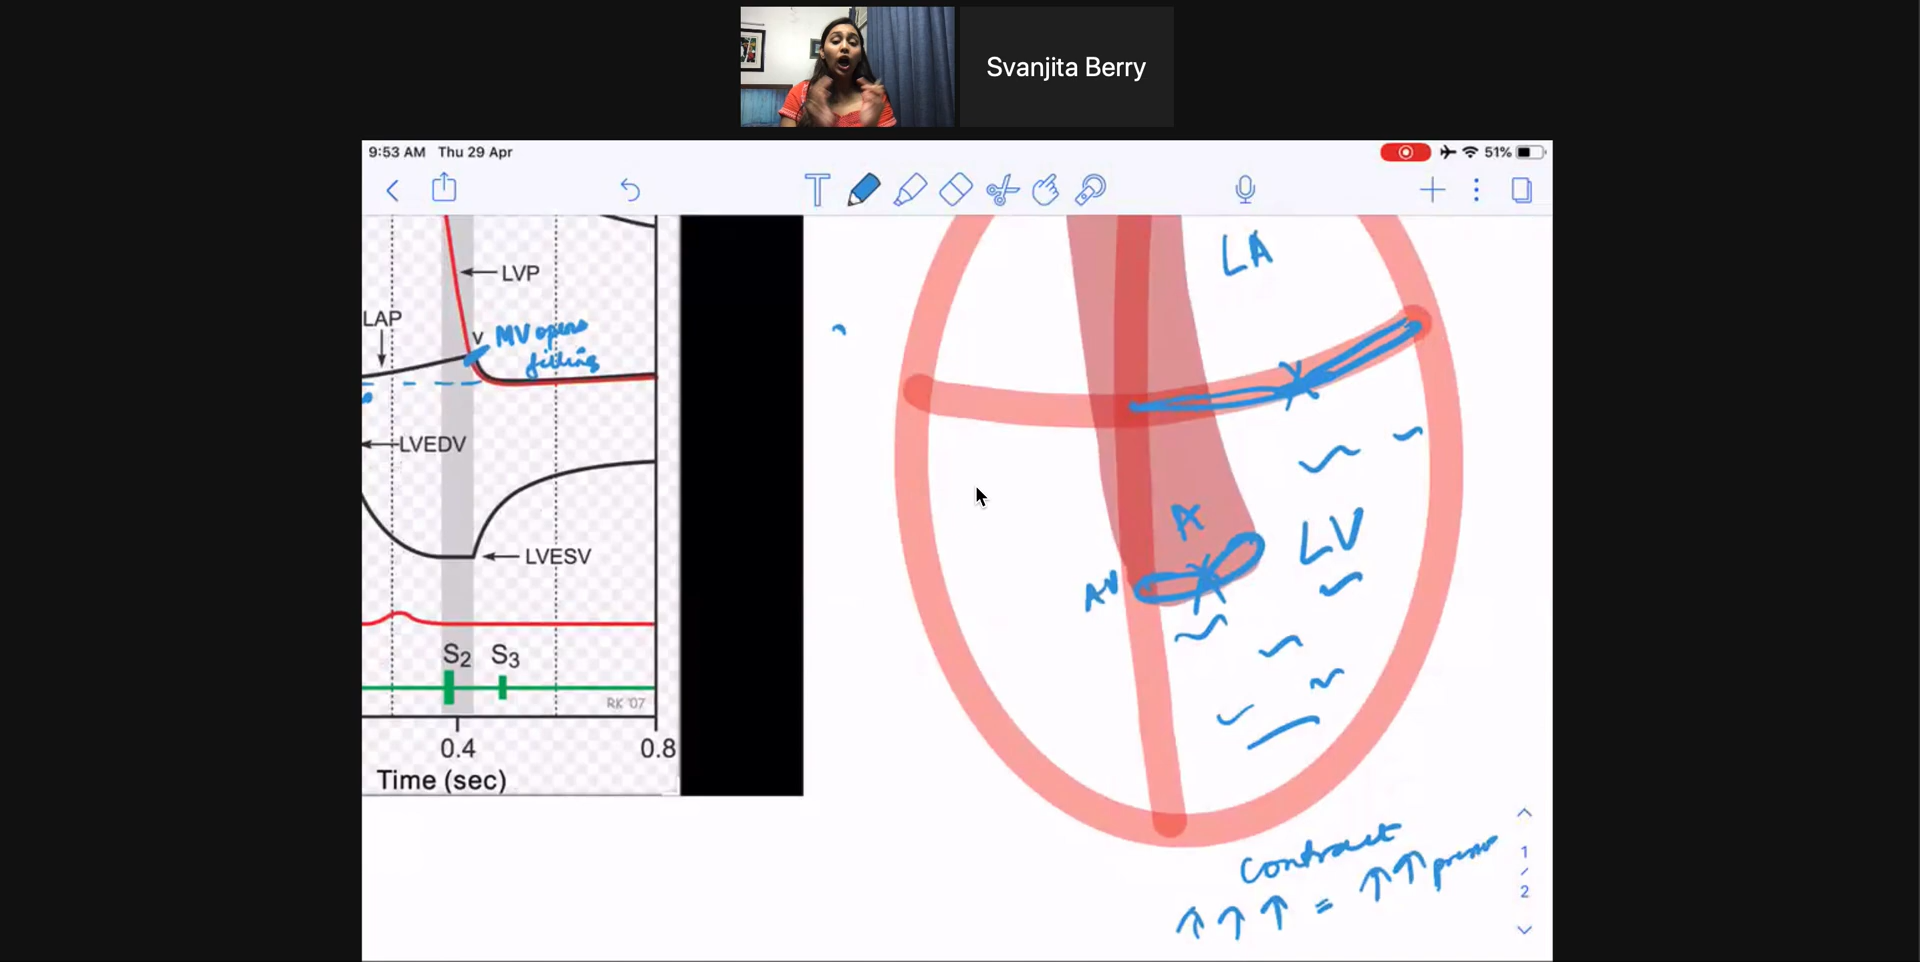 Svanjita Berry
9:53 AM Thu 29 Apr
51%
LVP
LAP
V
MV opens
filling
LVEDV
LVESV
S2 S3
RK '07
0.4 0.8
Time (sec)
LA
A
LV
AV
Contract
↑↑↑ = ↑↑
1
/
2